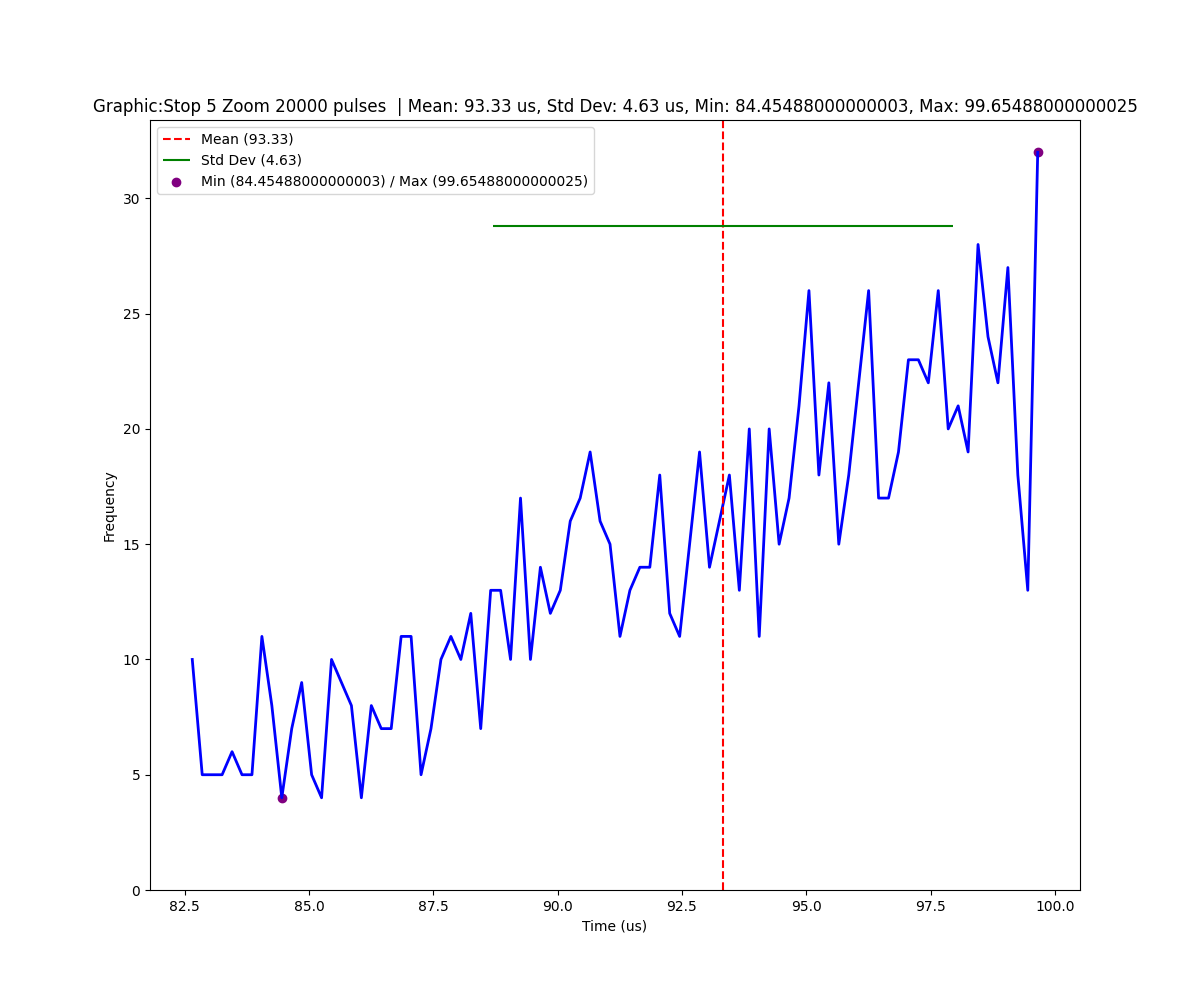 Graphic:Stop 5 Zoom 20000 pulses | Mean: 93.33 us, Std Dev: 4.63 us, Min: 84.45488000000003, Max: 99.65488000000025
Mean (93.33)
Std Dev (4.63)
Min (84.45488000000003) / Max (99.65488000000025)
30
25
20
15
10
5
0
Frequency
82.5 85.0 87.5 90.0 92.5 95.0 97.5 100.0
Time (us)